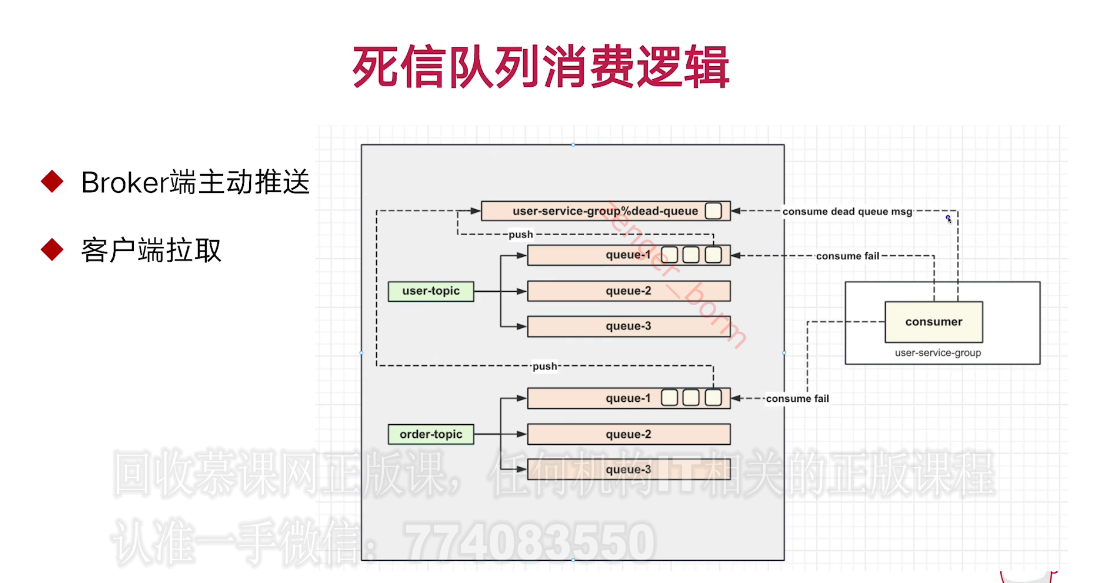 死信队列消费逻辑
Broker端主动推送
客户端拉取
user-service-group%dead-queue
consume dead queue msg
push
queue-1
consume fail
user-topic
queue-2
queue-3
consumer
user-service-group
push
queue-1
consume fail
order-topic
queue-2
queue-3
zenger_borm
回收慕课网正版课，任何机构IT相关的正版课程
认准一手微信：774083550